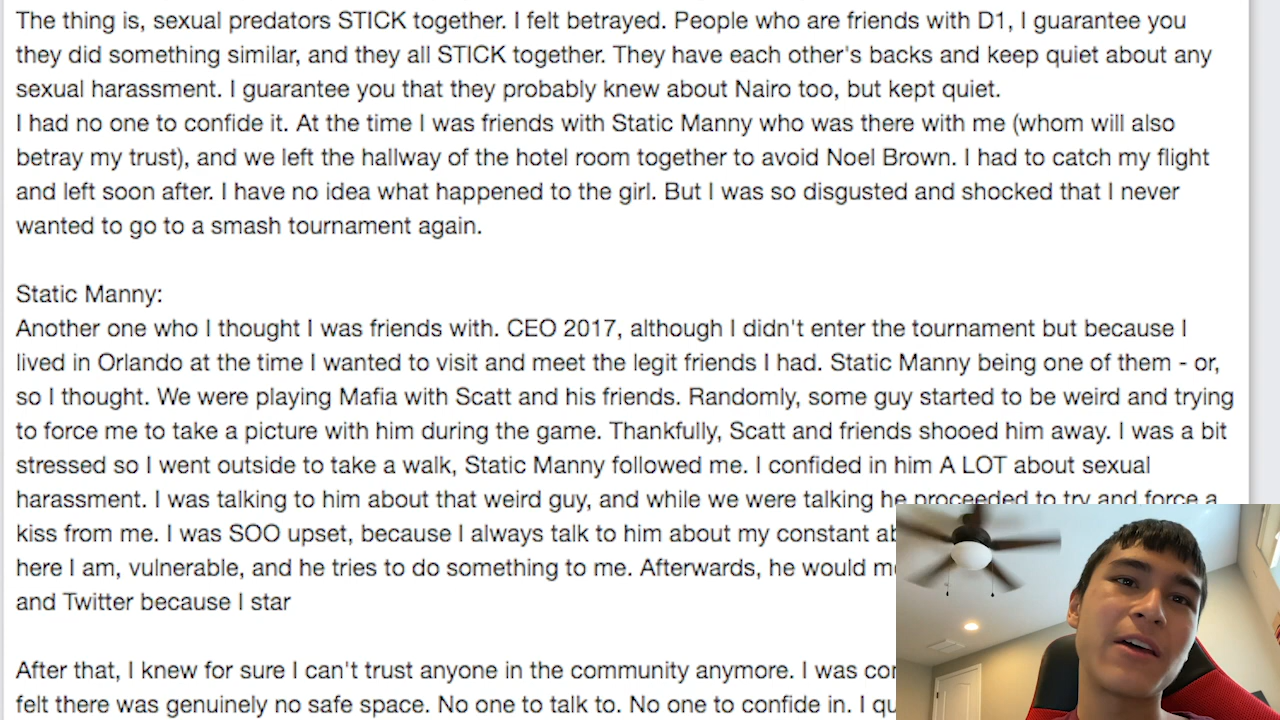 The thing is, sexual predators STICK together. I felt betrayed. People who are friends with D1, I guarantee you
they did something similar, and they all STICK together. They have each other's backs and keep quiet about any
sexual harassment. I guarantee you that they probably knew about Nairo too, but kept quiet.
I had no one to confide it. At the time I was friends with Static Manny who was there with me (whom will also
betray my trust), and we left the hallway of the hotel room together to avoid Noel Brown. I had to catch my flight
and left soon after. I have no idea what happened to the girl. But I was so disgusted and shocked that I never
wanted to go to a smash tournament again.
Static Manny:
Another one who I thought I was friends with. CEO 2017, although I didn't enter the tournament but because I
lived in Orlando at the time I wanted to visit and meet the legit friends I had. Static Manny being one of them - or,
so I thought. We were playing Mafia with Scatt and his friends. Randomly, some guy started to be weird and trying
to force me to take a picture with him during the game. Thankfully, Scatt and friends shooed him away. I was a bit
stressed so I went outside to take a walk, Static Manny followed me. I confided in him A LOT about sexual
harassment. I was talking to him about that weird guy, and while we were talking he proceeded to try and force a
kiss from me. I was SOO upset, because I always talk to him about my constant
here I am, vulnerable, and he tries to do something to me. Afterwards, he would
and Twitter because I star
After that, I knew for sure I can't trust anyone in the community anymore. I was
felt there was genuinely no safe space. No one to talk to. No one to confide in. I